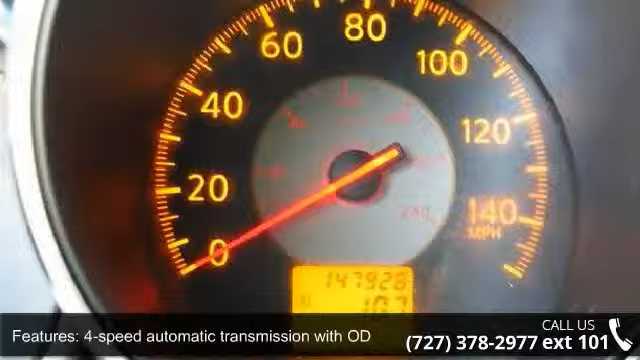 0
20
40
60
80
100
120
140
MPH
147928
10.7
Features: 4-speed automatic transmission with OD
CALL US
(727) 378-2977 ext 101